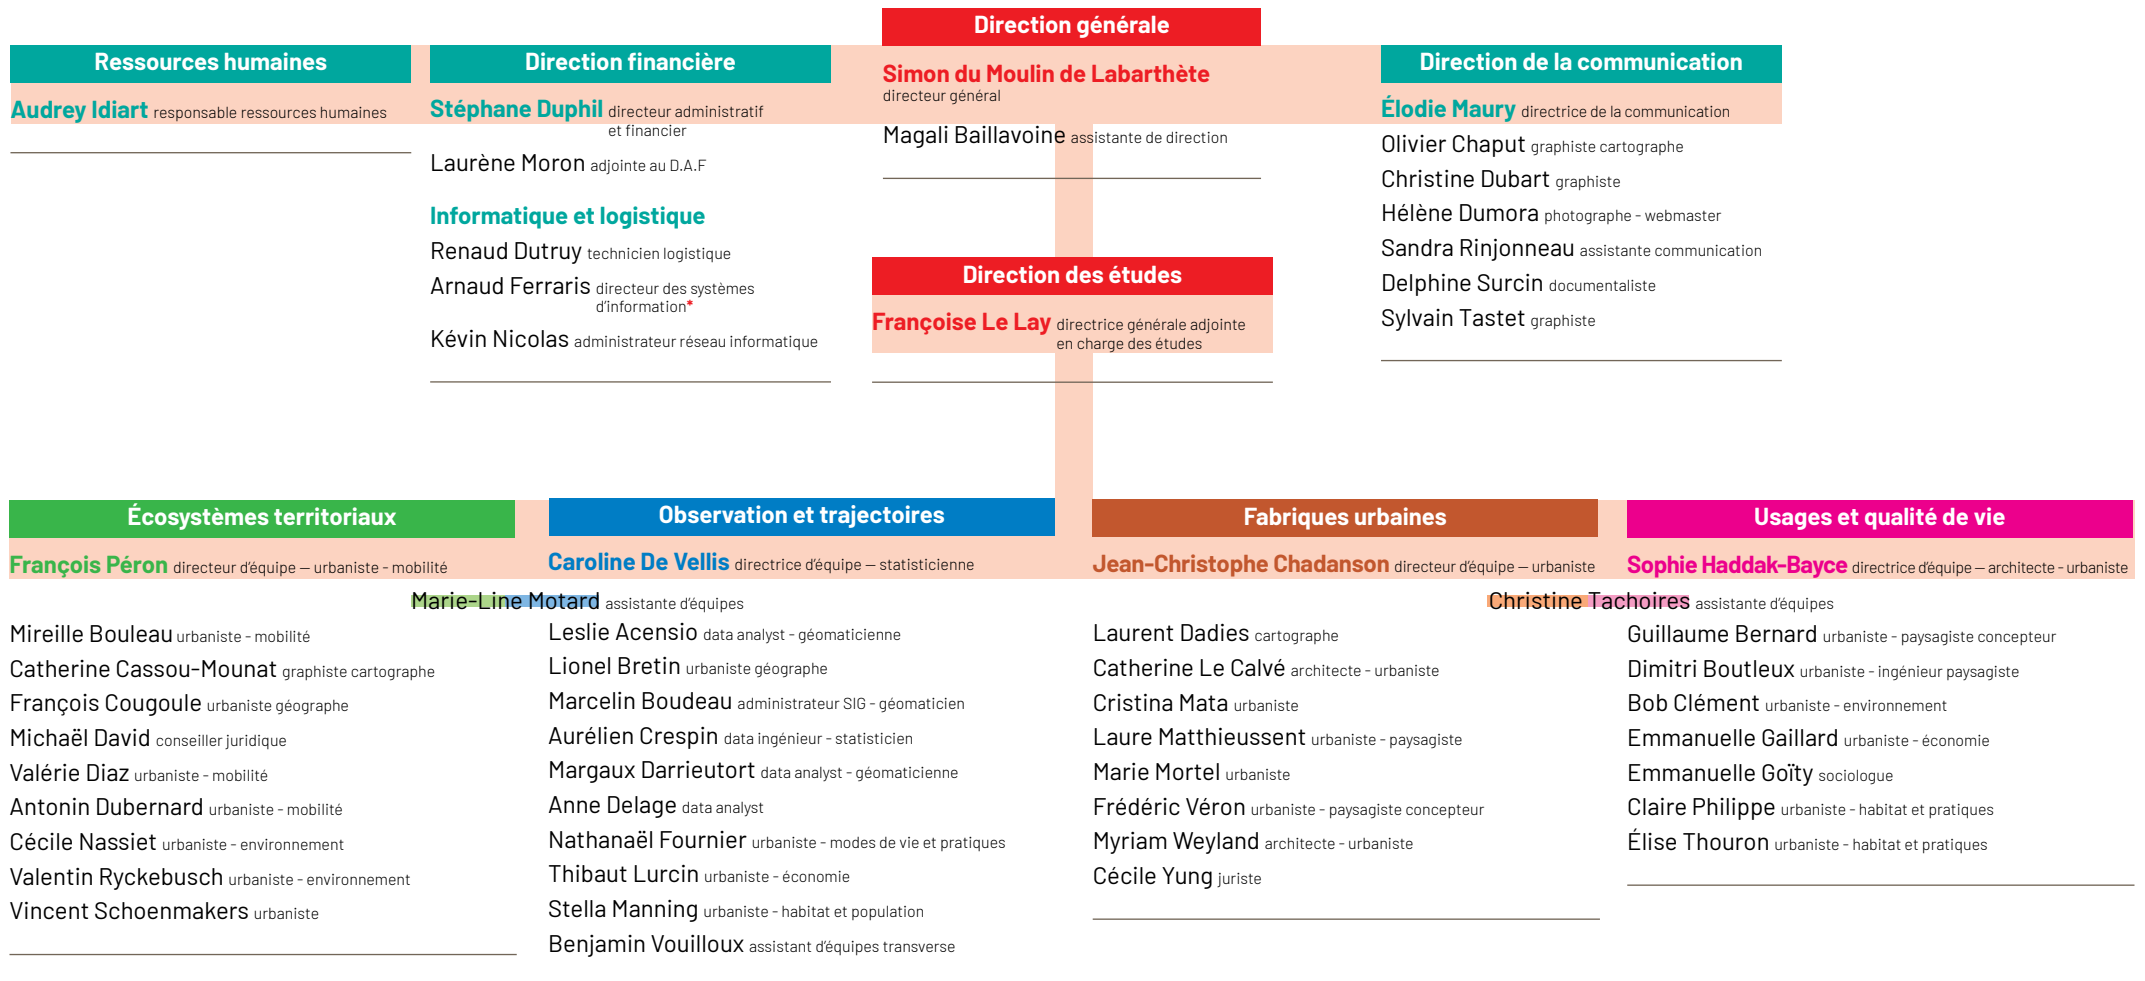 Direction générale
Simon du Moulin de Labarthète
directeur général
Magali Baillavoine assistante de direction
Ressources humaines
Audrey Idiart responsable ressources humaines
Direction financière
Stéphane Duphil directeur administratif
et financier
Laurène Moron adjointe au D.A.F
Informatique et logistique
Renaud Dutruy technicien logistique
Arnaud Ferraris directeur des systèmes
d'information*
Kévin Nicolas administrateur réseau informatique
Direction de la communication
Élodie Maury directrice de la communication
Olivier Chaput graphiste cartographe
Christine Dubart graphiste
Hélène Dumora photographe - webmaster
Sandra Rinjonneau assistante communication
Delphine Surcin documentaliste
Sylvain Tastet graphiste
Direction des études
Françoise Le Lay directrice générale adjointe
en charge des études
Écosystèmes territoriaux
François Péron directeur d'équipe – urbaniste - mobilité
Marie-Line Motard assistante d'équipes
Mireille Bouleau urbaniste - mobilité
Catherine Cassou-Mounat graphiste cartographe
François Cougoule urbaniste géographe
Michaël David conseiller juridique
Valérie Diaz urbaniste - mobilité
Antonin Dubernard urbaniste - mobilité
Cécile Nassiet urbaniste - environnement
Valentin Ryckebusch urbaniste - environnement
Vincent Schoenmakers urbaniste
Observation et trajectoires
Caroline De Vellis directrice d'équipe – statisticienne
Leslie Acensio data analyst - géomaticienne
Lionel Bretin urbaniste géographe
Marcelin Boudeau administrateur SIG - géomaticien
Aurélien Crespin data ingénieur - statisticien
Margaux Darrieutort data analyst - géomaticienne
Anne Delage data analyst
Nathanaël Fournier urbaniste - modes de vie et pratiques
Thibaut Lurcin urbaniste - économie
Stella Manning urbaniste - habitat et population
Benjamin Vouilloux assistant d'équipes transverse
Fabriques urbaines
Jean-Christophe Chadanson directeur d'équipe – urbaniste
Christine Tachoires assistante d'équipes
Laurent Dadies cartographe
Catherine Le Calvé architecte - urbaniste
Cristina Mata urbaniste
Laure Matthieussent urbaniste - paysagiste
Marie Mortel urbaniste
Frédéric Véron urbaniste - paysagiste concepteur
Myriam Weyland architecte - urbaniste
Cécile Yung juriste
Usages et qualité de vie
Sophie Haddak-Bayce directrice d'équipe – architecte - urbaniste
Guillaume Bernard urbaniste - paysagiste concepteur
Dimitri Boutleux urbaniste - ingénieur paysagiste
Bob Clément urbaniste - environnement
Emmanuelle Gaillard urbaniste - économie
Emmanuelle Goïty sociologue
Claire Philippe urbaniste - habitat et pratiques
Élise Thouron urbaniste - habitat et pratiques